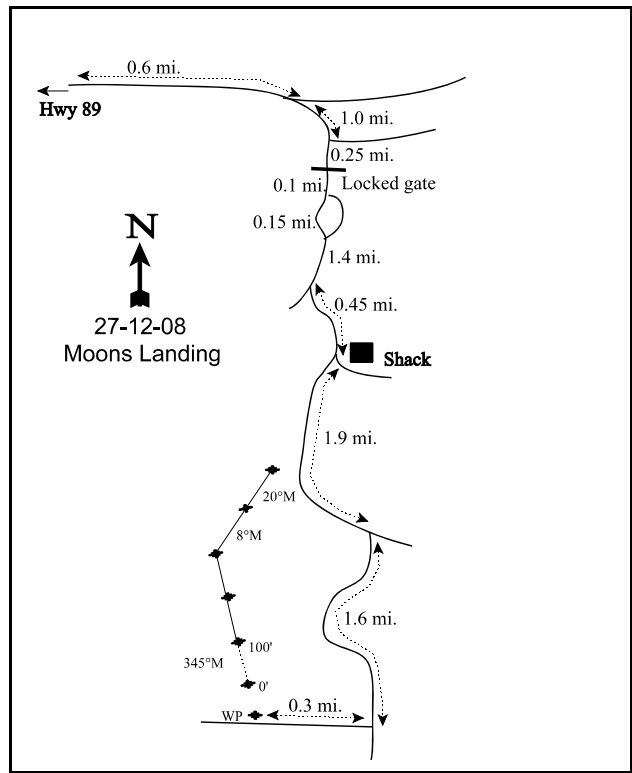 0.6 mi.
Hwy 89
1.0 mi.
0.25 mi.
0.1 mi.
Locked gate
0.15 mi.
N
1.4 mi.
0.45 mi.
27-12-08
Moons Landing
Shack
1.9 mi.
20°M
8°M
1.6 mi.
100'
345°M
0'
0.3 mi.
WP